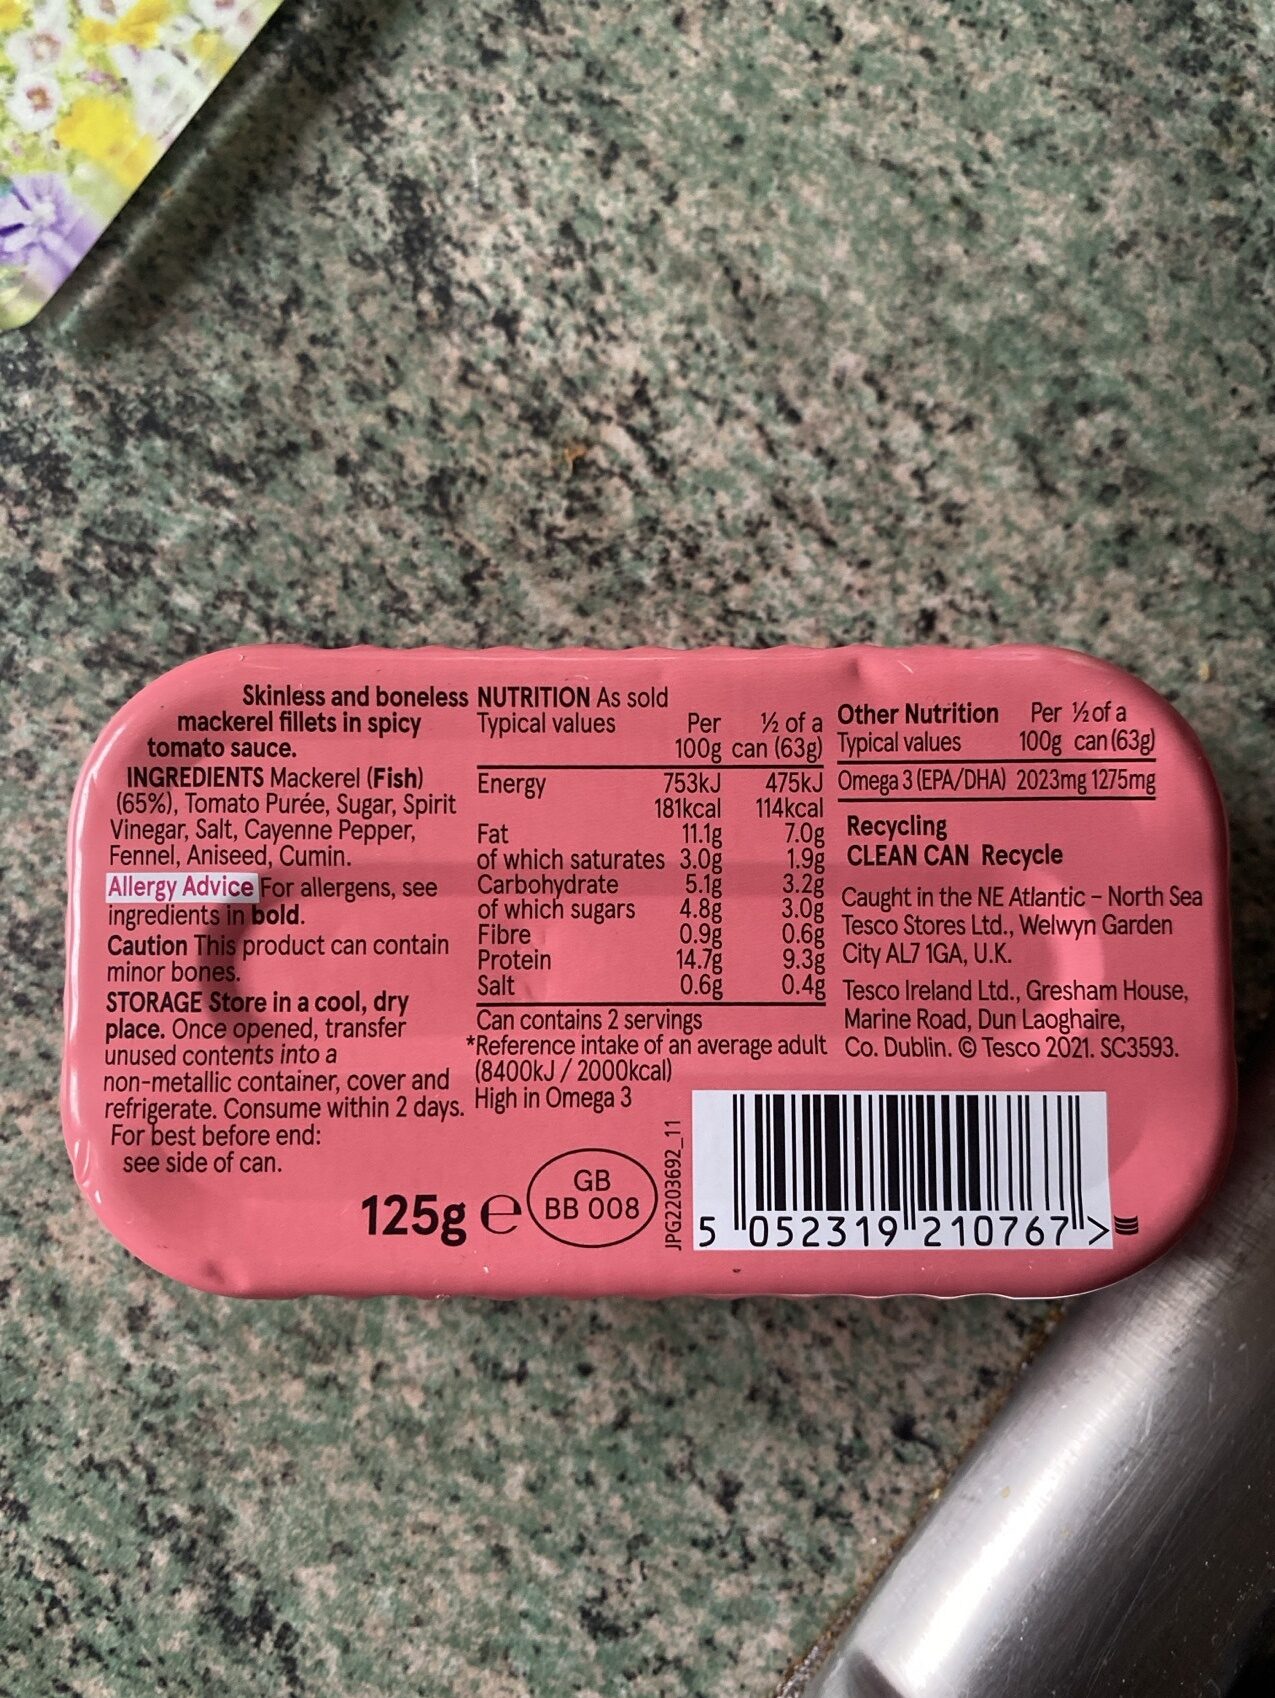 Skinless and boneless
mackerel fillets in spicy
tomato sauce.
INGREDIENTS Mackerel (Fish)
(65%), Tomato Purée, Sugar, Spirit
Vinegar, Salt, Cayenne Pepper,
Fennel, Aniseed, Cumin.
Allergy Advice For allergens, see
ingredients in bold.
Caution This product can contain
minor bones.
STORAGE Store in a cool, dry
place. Once opened, transfer
unused contents into a
non-metallic container, cover and
refrigerate. Consume within 2 days.
For best before end:
see side of can.
NUTRITION As sold
Typical values Per ½ of a
100g can (63g)
Energy 753kJ 475kJ
181kcal 114kcal
Fat 11.1g 7.0g
of which saturates 3.0g 1.9g
Carbohydrate 5.1g 3.2g
of which sugars 4.8g 3.0g
Fibre 0.9g 0.6g
Protein 14.7g 9.3g
Salt 0.6g 0.4g
Can contains 2 servings
*Reference intake of an average adult
(8400kJ / 2000kcal)
High in Omega 3
Other Nutrition Per ½ of a
Typical values 100g can (63g)
Omega 3 (EPA/DHA) 2023mg 1275mg
Recycling
CLEAN CAN Recycle
Caught in the NE Atlantic – North Sea
Tesco Stores Ltd., Welwyn Garden
City AL7 1GA, U.K.
Tesco Ireland Ltd., Gresham House,
Marine Road, Dun Laoghaire,
Co. Dublin. © Tesco 2021. SC3593.
125g e
GB
BB 008
JPG2203692_11
5 052319 210767 >